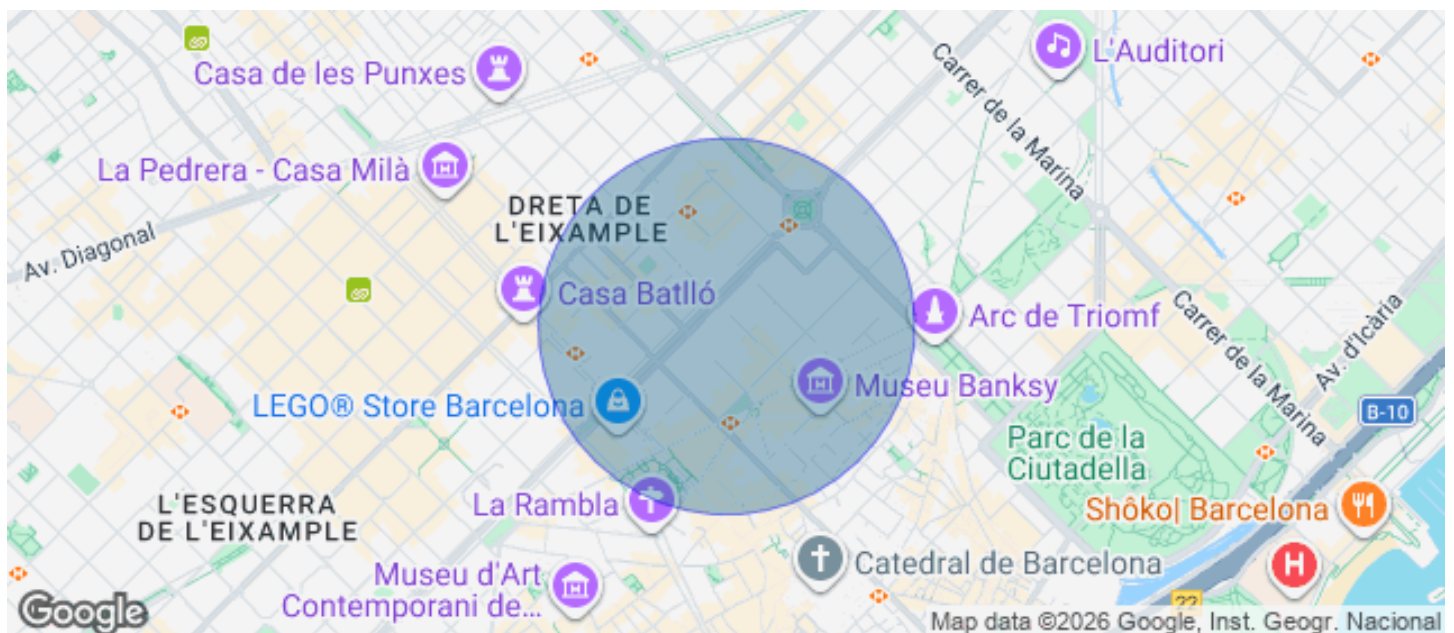 Casa de les Punxes
L'Auditori
Carrer de la Marina
La Pedrera - Casa Milà
DRETA DE
L'EIXAMPLE
Av. Diagonal
Casa Batlló
Arc de Triomf
Carrer de la Marina
Av. d'Icària
LEGO® Store Barcelona
Museu Banksy
B-10
Parc de la
Ciutadella
L'ESQUERRA
DE L'EIXAMPLE
La Rambla
Shôko| Barcelona
Catedral de Barcelona
H
Museu d'Art
Contemporani de...
22
Google
Map data ©2026 Google, Inst. Geogr. Nacional